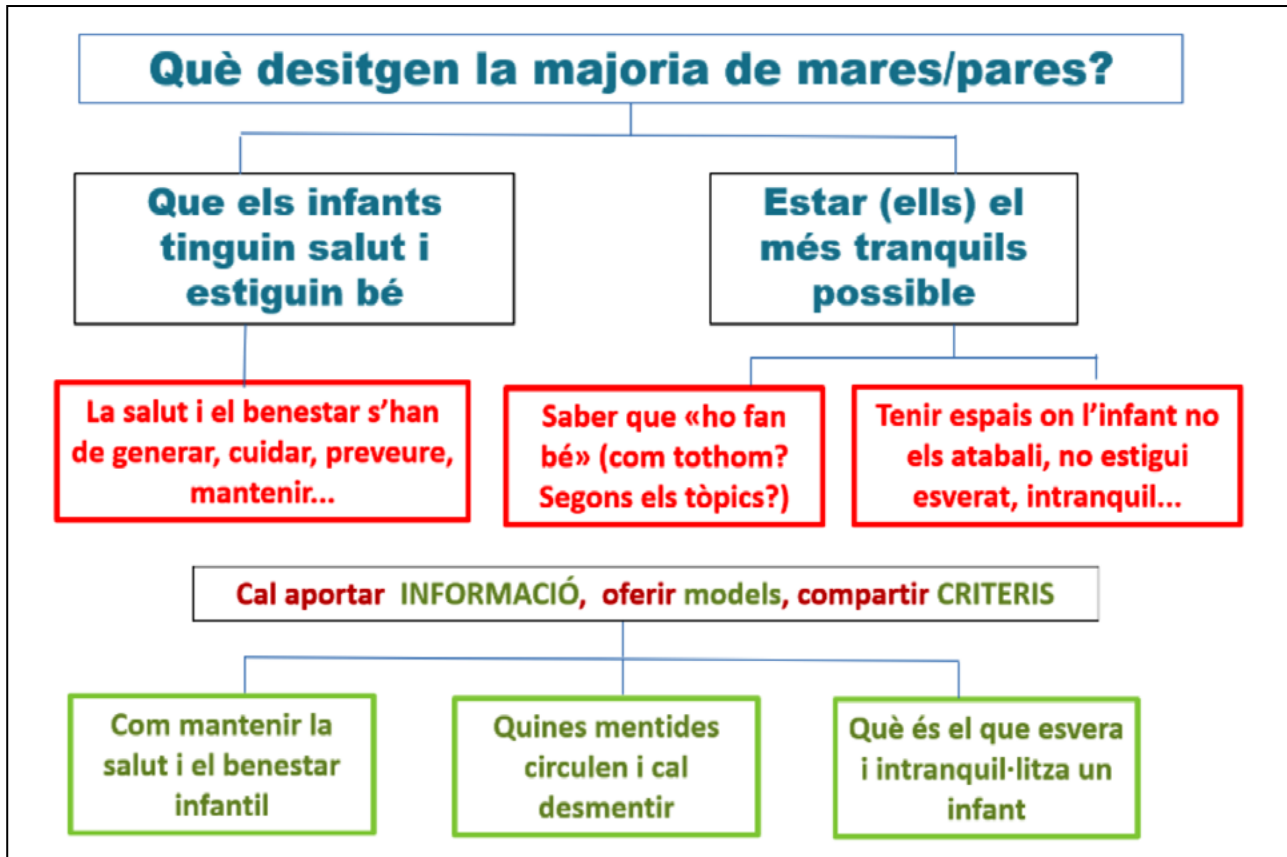 Què desitgen la majoria de mares/pares?
Que els infants
tinguin salut i
estiguin bé
Estar (ells) el
més tranquils
possible
La salut i el benestar s’han
de generar, cuidar, preveure,
mantenir...
Saber que «ho fan
bé» (com tothom?
Segons els tòpics?)
Tenir espais on l’infant no
els atabali, no estigui
esverat, intranquil...
Cal aportar INFORMACIÓ, oferir models, compartir CRITERIS
Com mantenir la
salut i el benestar
infantil
Quines mentides
circulen i cal
desmentir
Què és el que esvera
i intranquil·litza un
infant